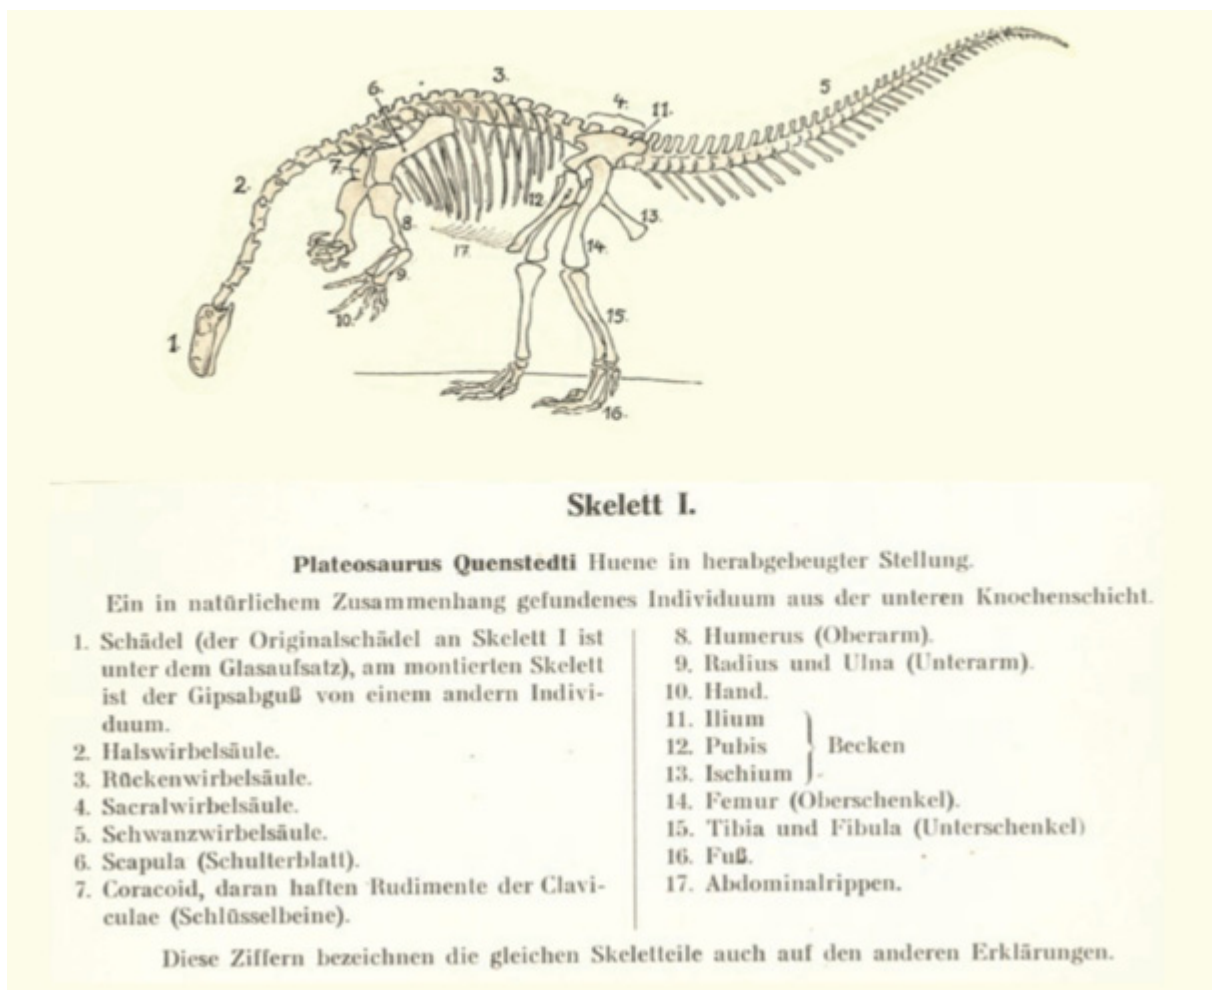 3.
6.
4.
11.
5
7.
2.
12.
13.
8.
17.
14.
9.
10.
15.
1
16.
Skelett I.
Plateosaurus Quenstedti Huene in herabgebeugter Stellung.
Ein in natürlichem Zusammenhang gefundenes Individuum aus der unteren Knochenschicht.
1. Schädel (der Originalschädel an Skelett I ist
unter dem Glasaufsatz), am montierten Skelett
ist der Gipsabguß von einem andern Indivi-
duum.
2. Halswirbelsäule.
3. Rückenwirbelsäule.
4. Sacralwirbelsäule.
5. Schwanzwirbelsäule.
6. Scapula (Schulterblatt).
7. Coracoid, daran haften Rudimente der Clavi-
culae (Schlüsselbeine).
8. Humerus (Oberarm).
9. Radius und Ulna (Unterarm).
10. Hand.
11. Ilium
12. Pubis
13. Ischium
Becken
14. Femur (Oberschenkel).
15. Tibia und Fibula (Unterschenkel)
16. Fuß.
17. Abdominalrippen.
Diese Ziffern bezeichnen die gleichen Skeletteile auch auf den anderen Erklärungen.